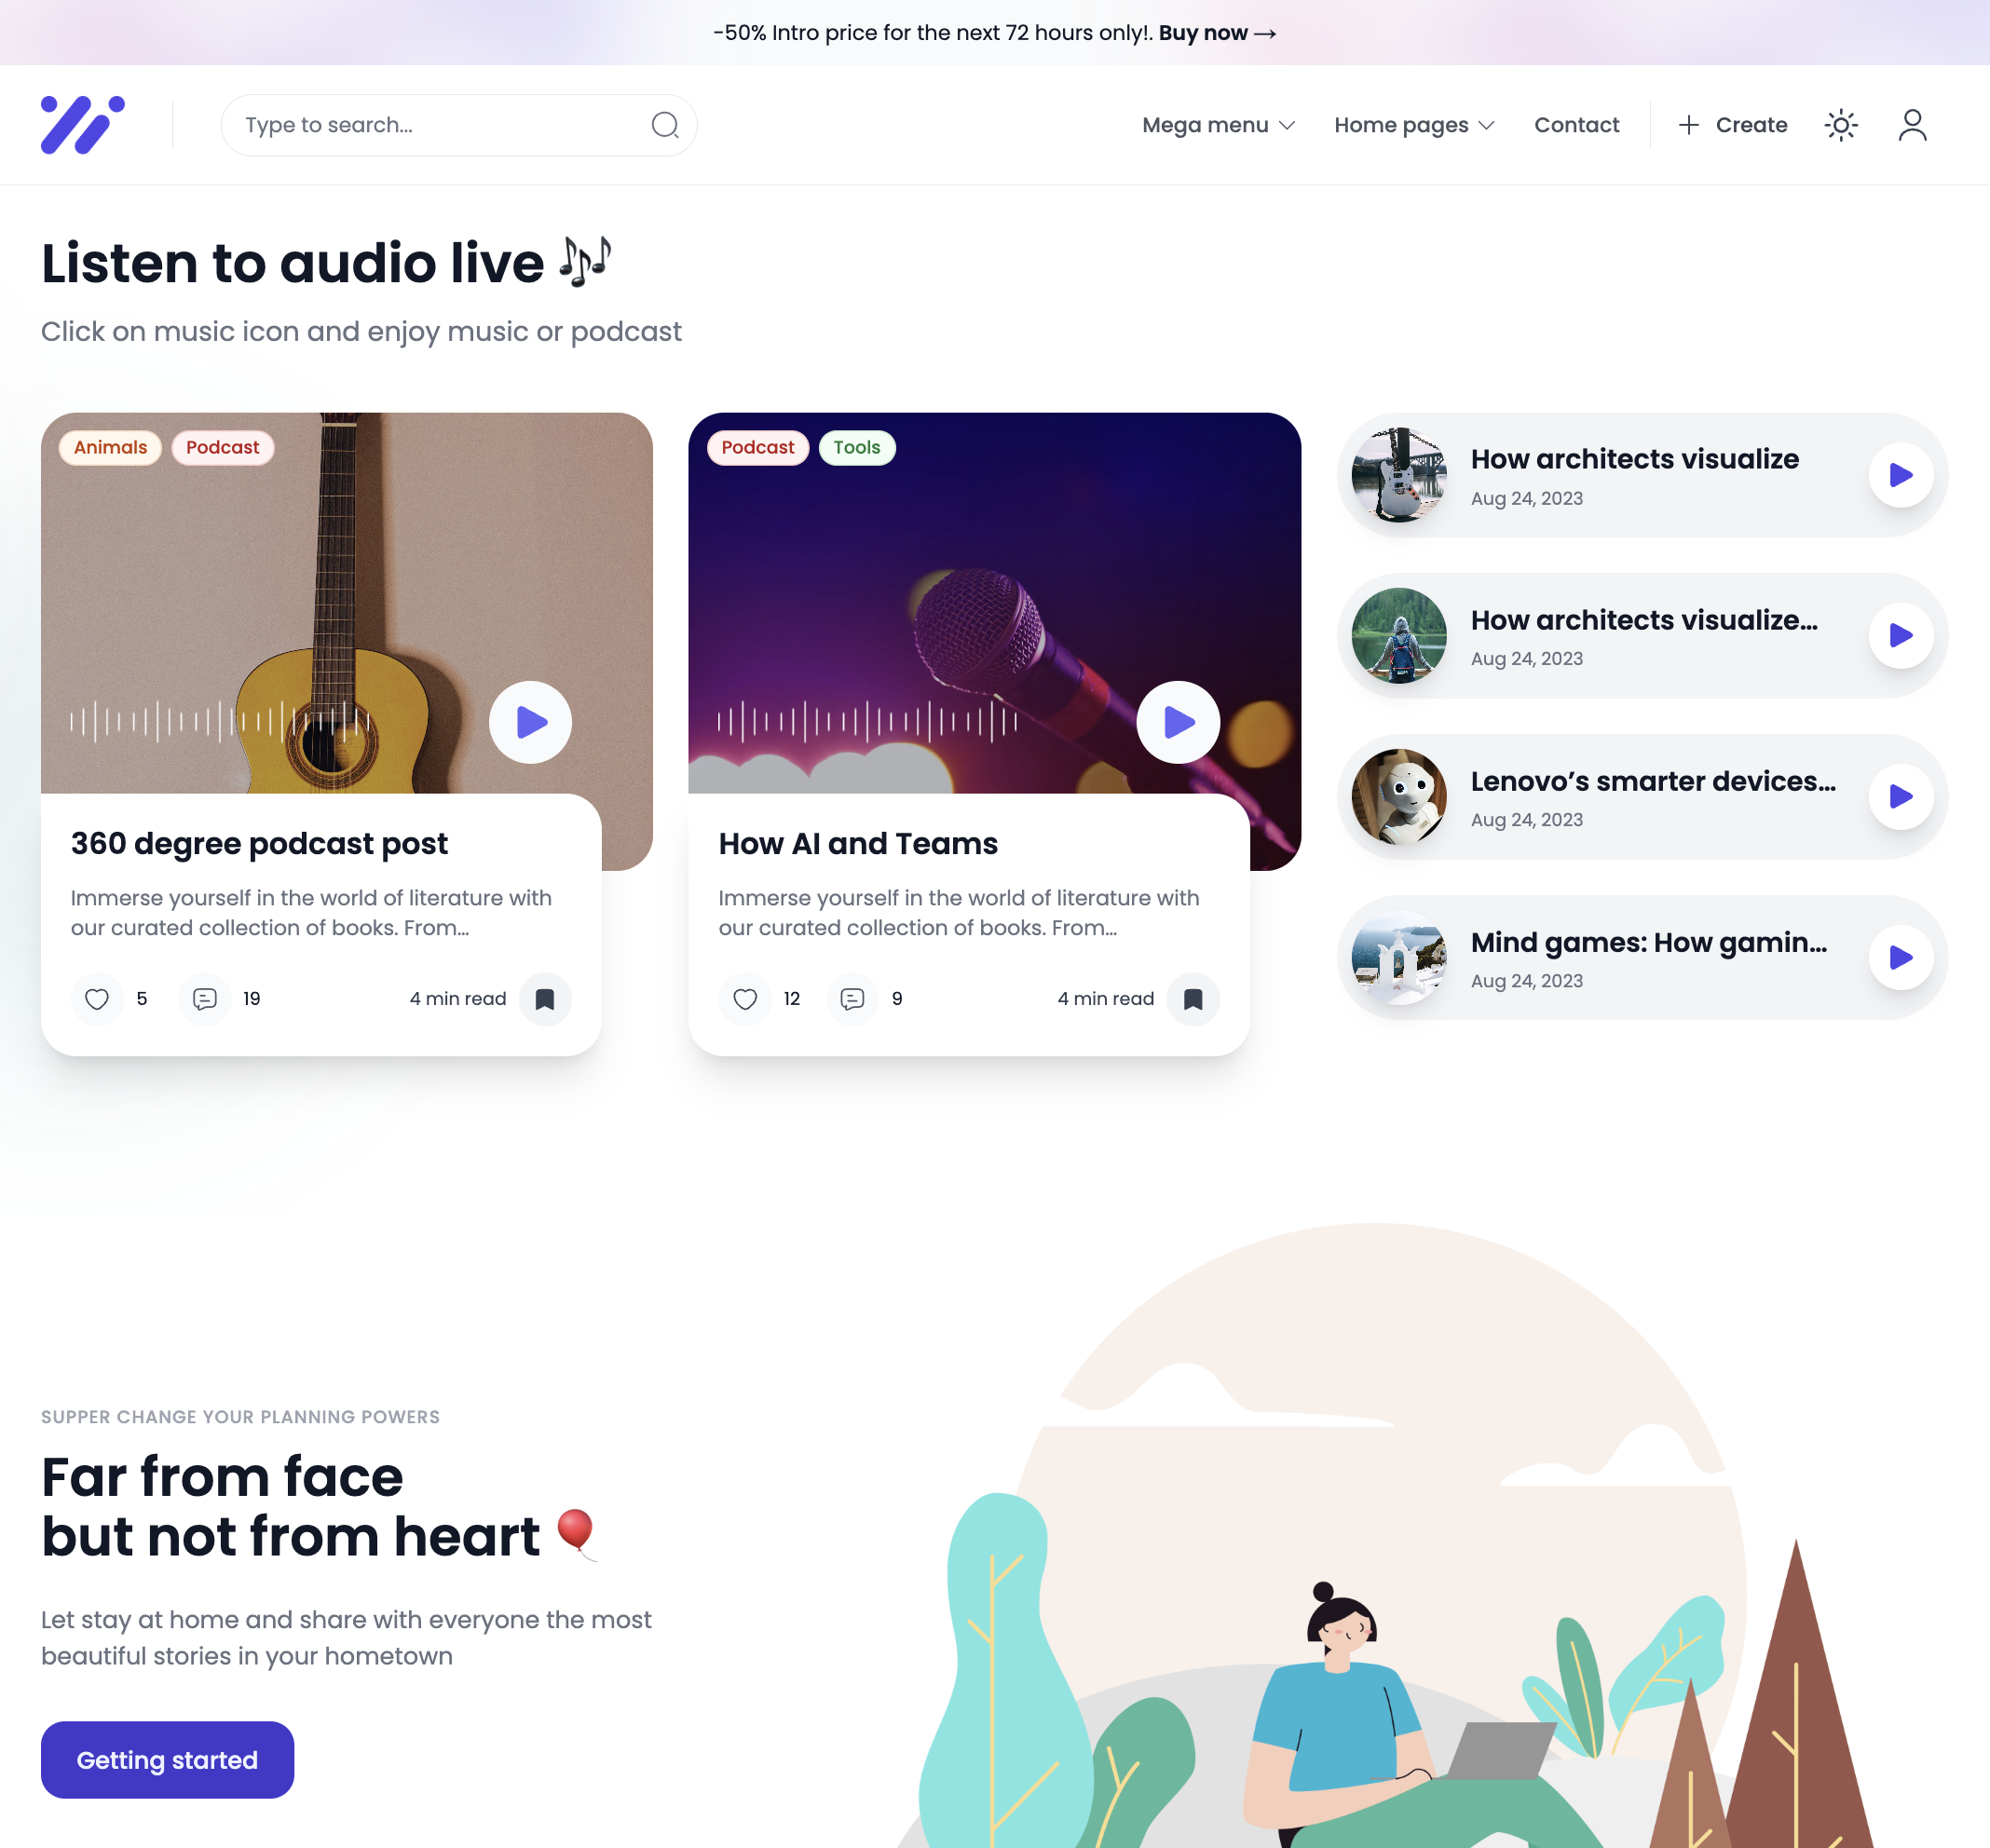 -50% Intro price for the next 72 hours only!. Buy now →
Type to search...
Mega menu
Home pages
Contact
Create
Listen to audio live 🎶
Click on music icon and enjoy music or podcast
Animals
Podcast
360 degree podcast post
Immerse yourself in the world of literature with
our curated collection of books. From...
5
19
4 min read
Podcast
Tools
How AI and Teams
Immerse yourself in the world of literature with
our curated collection of books. From...
12
9
4 min read
How architects visualize
Aug 24, 2023
How architects visualize...
Aug 24, 2023
Lenovo’s smarter devices...
Aug 24, 2023
Mind games: How gamin...
Aug 24, 2023
SUPPER CHANGE YOUR PLANNING POWERS
Far from face
but not from heart 🎈
Let stay at home and share with everyone the most
beautiful stories in your hometown
Getting started